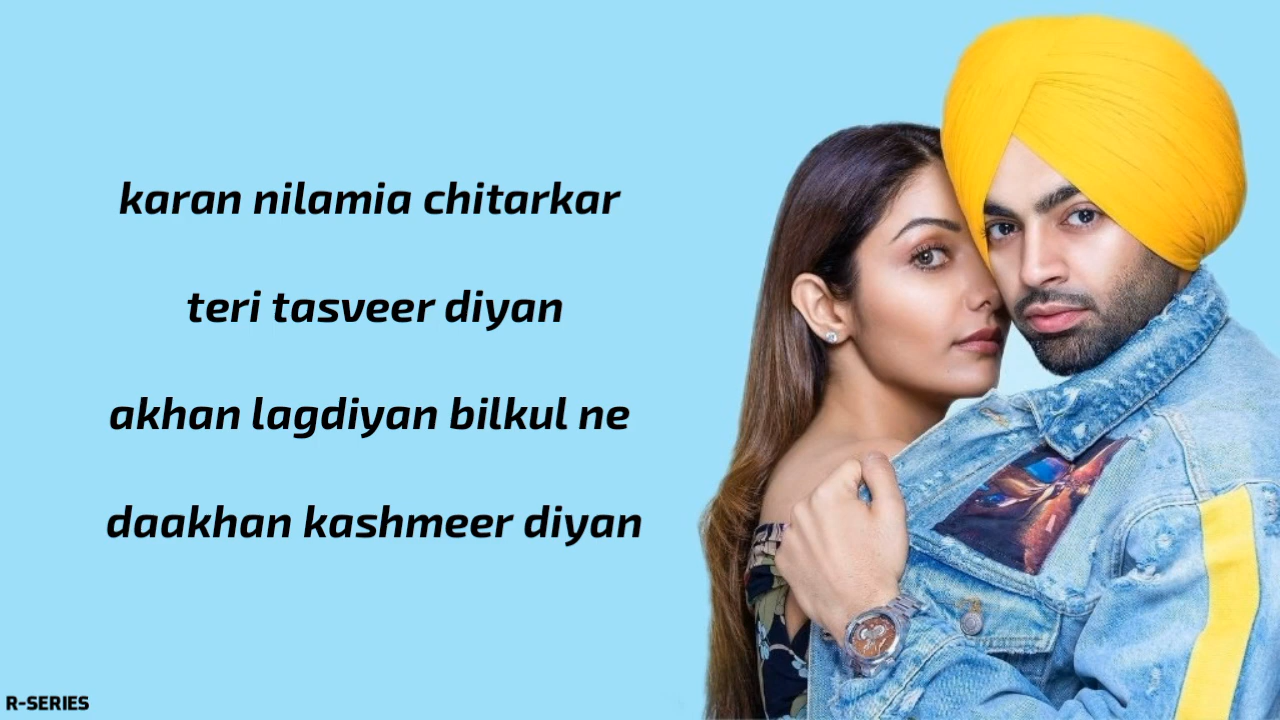 karan nilamia chitarkar
teri tasveer diyan
akhan lagdiyan bilkul ne
daakhan kashmeer diyan
R-SERIES